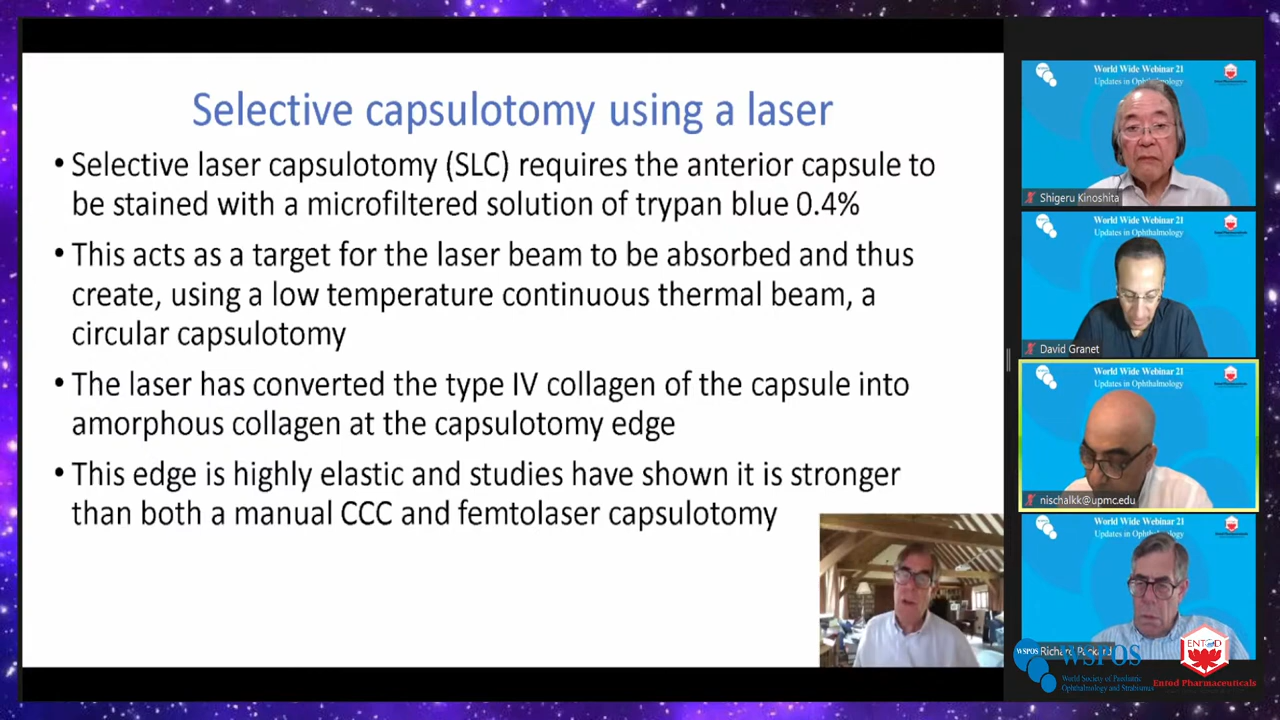 Selective capsulotomy using a laser
• Selective laser capsulotomy (SLC) requires the anterior capsule to
be stained with a microfiltered solution of trypan blue 0.4%
• This acts as a target for the laser beam to be absorbed and thus
create, using a low temperature continuous thermal beam, a
circular capsulotomy
• The laser has converted the type IV collagen of the capsule into
amorphous collagen at the capsulotomy edge
• This edge is highly elastic and studies have shown it is stronger
than both a manual CCC and femtolaser capsulotomy
World Wide Webinar 21
Updates in Ophthalmology
Shigeru Kinoshita
World Wide Webinar 21
Updates in Ophthalmology
David Granet
World Wide Webinar 21
Updates in Ophthalmology
nischalkk@upmc.edu
World Wide Webinar 21
Updates in Ophthalmology
Richard Packard
WSPOS
WSPOS
World Society of Paediatric
Ophthalmology and Strabismus
ENTOD
Entod Pharmaceuticals